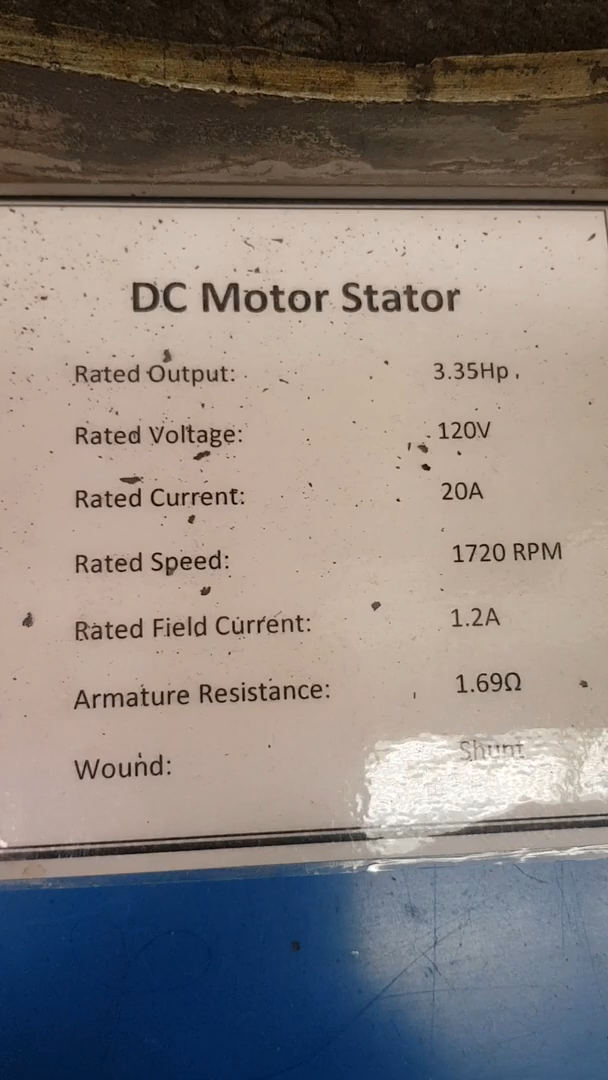 DC Motor Stator
Rated Output: 3.35Hp
Rated Voltage: 120V
Rated Current: 20A
Rated Speed: 1720 RPM
Rated Field Current: 1.2A
Armature Resistance: 1.69Ω
Wound: Shunt